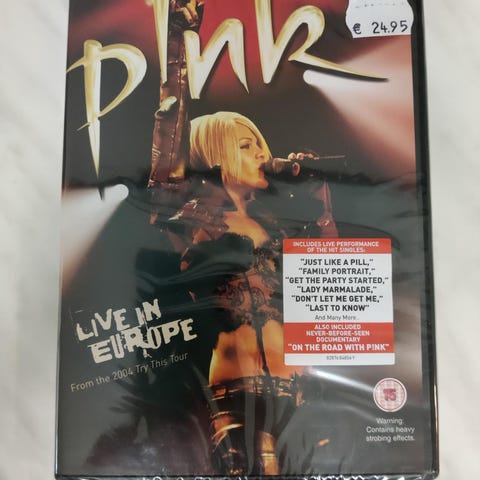 € 24.95
p!nk
INCLUDES LIVE PERFORMANCE
OF THE HIT SINGLES:
"JUST LIKE A PILL,"
"FAMILY PORTRAIT,"
"GET THE PARTY STARTED,"
"LADY MARMALADE,"
"DON'T LET ME GET ME,"
"LAST TO KNOW"
And Many More...
ALSO INCLUDED
NEVER-BEFORE-SEEN
DOCUMENTARY
"ON THE ROAD WITH P!NK"
LIVE IN
EUROPE
From the 2004 Try This Tour
15
Warning:
Contains heavy
strobing effects.